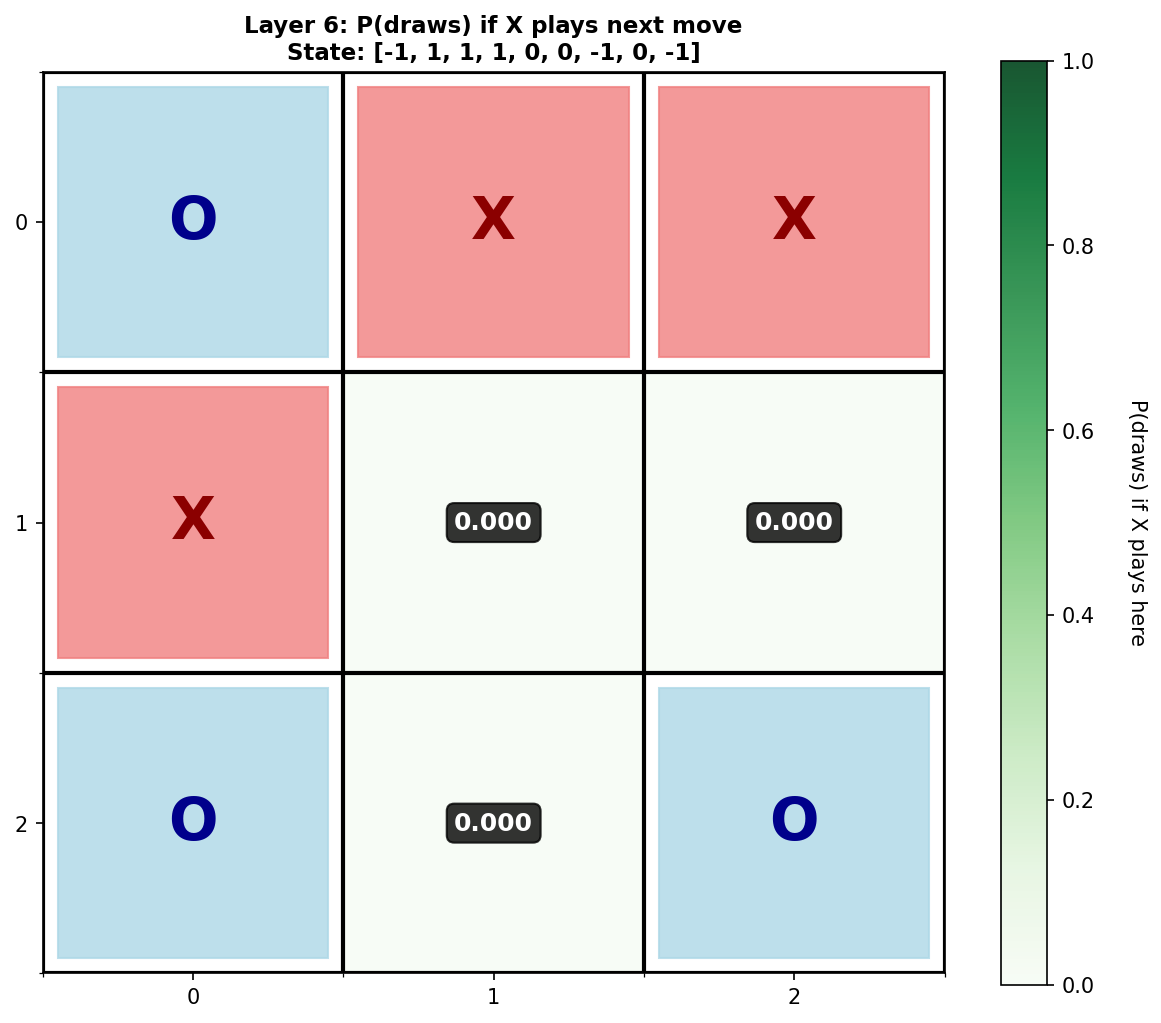 Layer 6: P(draws) if X plays next move
State: [-1, 1, 1, 1, 0, 0, -1, 0, -1]
O X X
X 0.000 0.000
O 0.000 O
0
1
2
0 1 2
1.0
0.8
0.6
0.4
0.2
0.0
P(draws) if X plays here